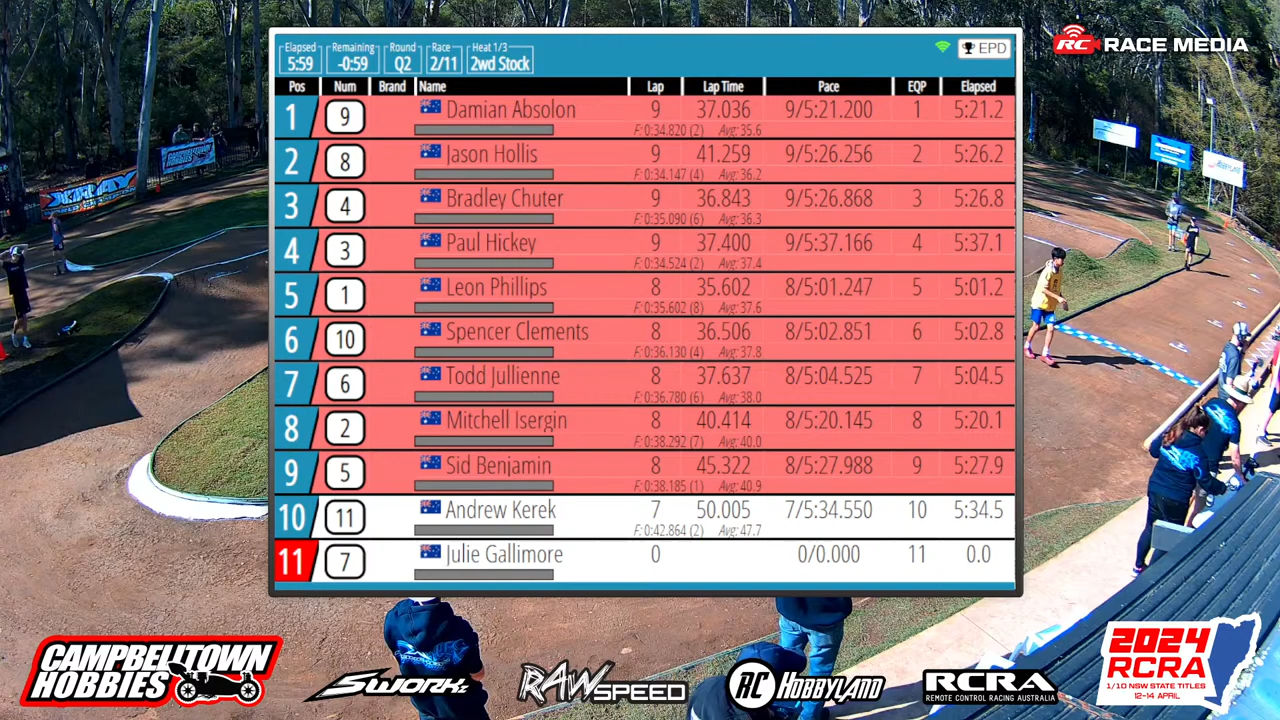 RC RACE MEDIA
Elapsed Remaining Round Race Heat 1/3
5:59 -0:59 Q2 2/11 2wd Stock
EPD
Pos Num Brand Name Lap Lap Time Pace EQP Elapsed
1 9 Damian Absolon 9 37.036 9/5:21.200 1 5:21.2
F: 0:34.820 (2) Avg: 35.6
2 8 Jason Hollis 9 41.259 9/5:26.256 2 5:26.2
F: 0:34.147 (4) Avg: 36.2
3 4 Bradley Chuter 9 36.843 9/5:26.868 3 5:26.8
F: 0:35.090 (6) Avg: 36.3
4 3 Paul Hickey 9 37.400 9/5:37.166 4 5:37.1
F: 0:34.524 (2) Avg: 37.4
5 1 Leon Phillips 8 35.602 8/5:01.247 5 5:01.2
F: 0:35.602 (8) Avg: 37.6
6 10 Spencer Clements 8 36.506 8/5:02.851 6 5:02.8
F: 0:36.130 (4) Avg: 37.8
7 6 Todd Jullienne 8 37.637 8/5:04.525 7 5:04.5
F: 0:36.780 (6) Avg: 38.0
8 2 Mitchell Isergin 8 40.414 8/5:20.145 8 5:20.1
F: 0:38.292 (7) Avg: 40.0
9 5 Sid Benjamin 8 45.322 8/5:27.988 9 5:27.9
F: 0:38.185 (1) Avg: 40.9
10 11 Andrew Kerek 7 50.005 7/5:34.550 10 5:34.5
F: 0:42.864 (2) Avg: 47.7
11 7 Julie Gallimore 0 0/0.000 11 0.0
CAMPBELLTOWN
HOBBIES
CAMPBELLTOWN
HOBBIES
SWORKz
RAW SPEED
RC HOBBYLAND
RCRA
REMOTE CONTROL RACING AUSTRALIA
2024
RCRA
1/10 NSW STATE TITLES
12-14 APRIL